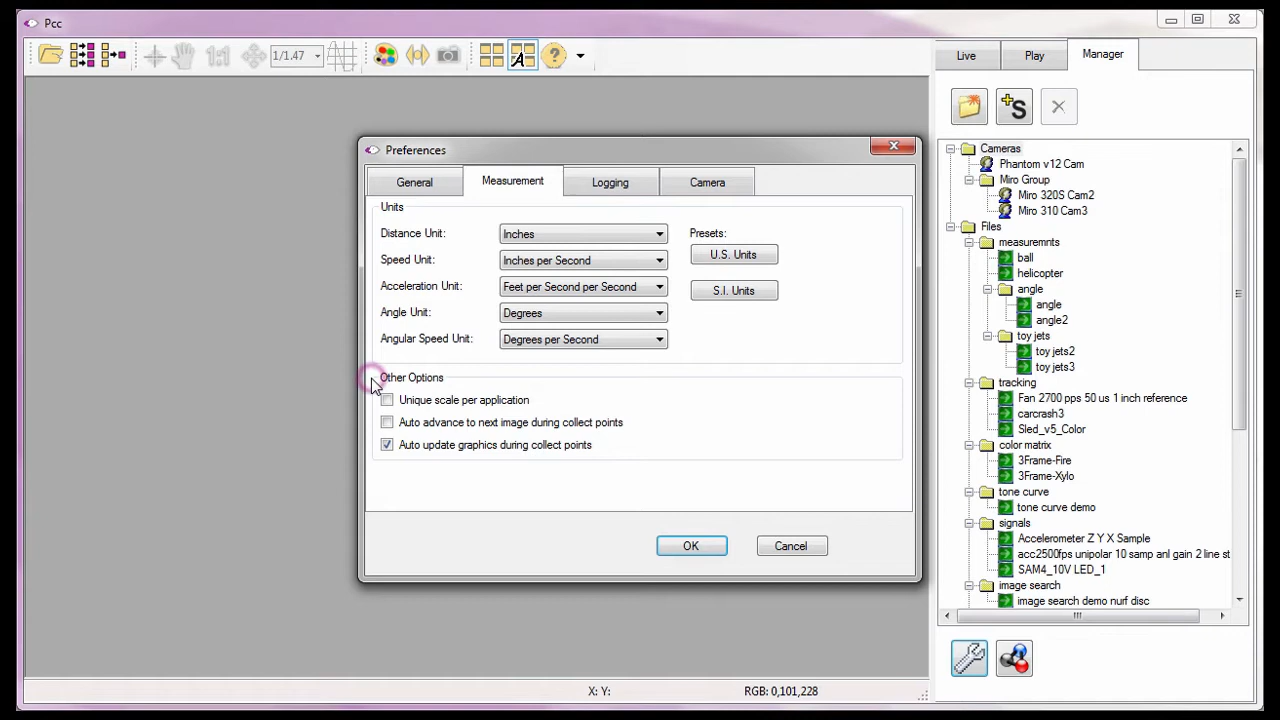 Pcc
1:1
1/1.47
A
?
Live
Play
Manager
+S
Preferences
General
Measurement
Logging
Camera
Units
Distance Unit:
Inches
Presets:
Speed Unit:
Inches per Second
U.S. Units
Acceleration Unit:
Feet per Second per Second
S.I. Units
Angle Unit:
Degrees
Angular Speed Unit:
Degrees per Second
Other Options
Unique scale per application
Auto advance to next image during collect points
Auto update graphics during collect points
OK
Cancel
Cameras
Phantom v12 Cam
Miro Group
Miro 320S Cam2
Miro 310 Cam3
Files
measuremnts
ball
helicopter
angle
angle
angle2
toy jets
toy jets2
toy jets3
tracking
Fan 2700 pps 50 us 1 inch reference
carcrash3
Sled_v5_Color
color matrix
3Frame-Fire
3Frame-Xylo
tone curve
tone curve demo
signals
Accelerometer Z Y X Sample
acc2500fps unipolar 10 samp anl gain 2 line st
SAM4_10V LED_1
image search
image search demo nurf disc
X: Y:
RGB: 0,101,228